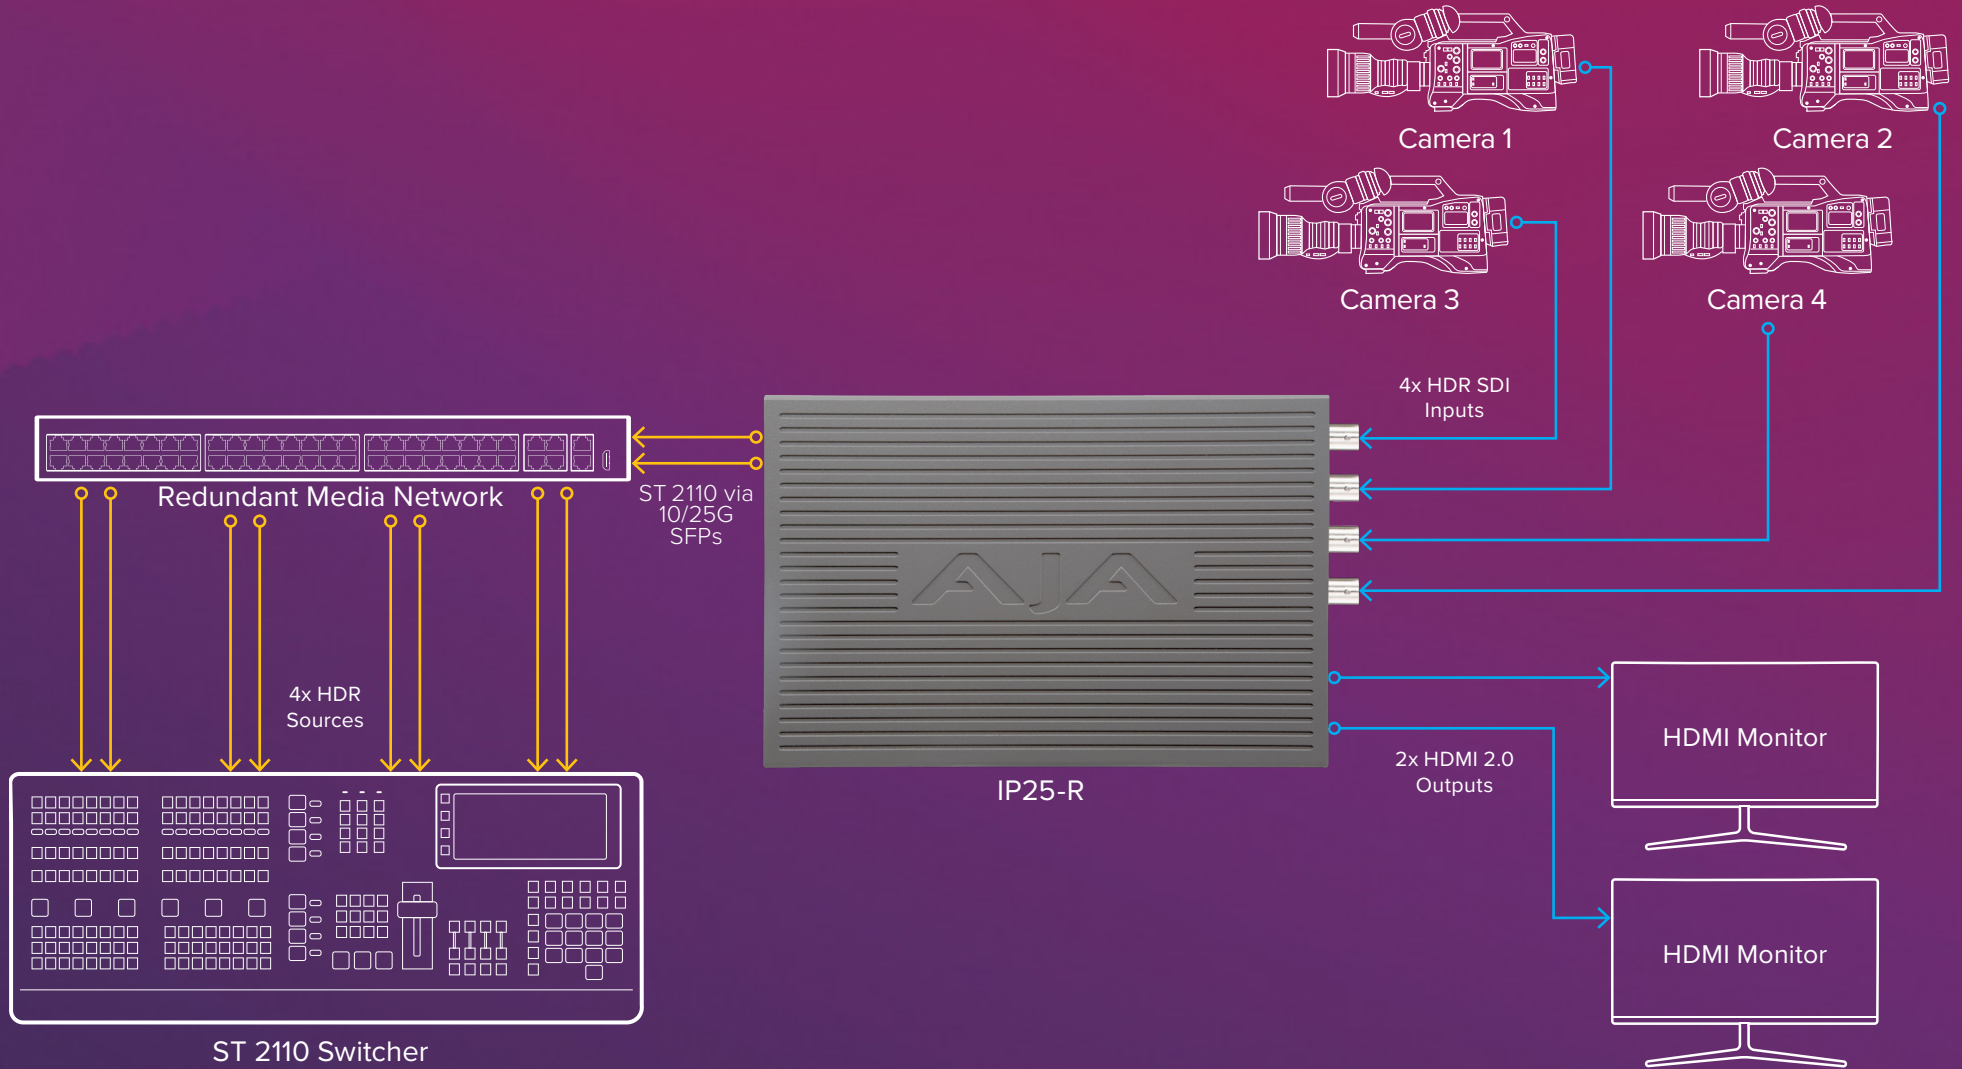 Camera 1
Camera 2
Camera 3
Camera 4
4x HDR SDI
Inputs
Redundant Media Network
ST 2110 via
10/25G
SFPs
AJA
4x HDR
Sources
HDMI Monitor
2x HDMI 2.0
Outputs
IP25-R
HDMI Monitor
ST 2110 Switcher